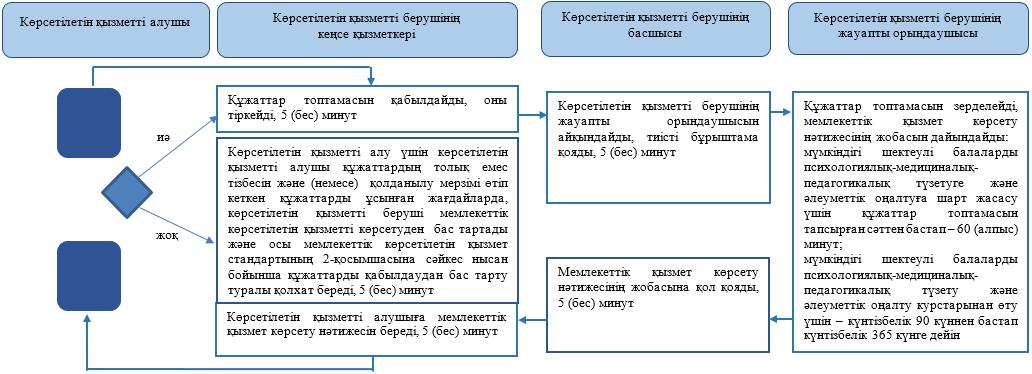 Көрсетілетін қызметті алушы
Көрсетілетін қызметті берушінің
кеңсе қызметкері
Көрсетілетін қызметті берушінің
басшысы
Көрсетілетін қызметті берушінің
жауапты орындаушысы
иә
жоқ
Құжаттар топтамасын қабылдайды, оны
тіркейді, 5 (бес) минут
Көрсетілетін қызметті алу үшін көрсетілетін
қызметті алушы құжаттардың толық емес
тізбесін және (немесе) қолданылу мерзімі өтіп
кеткен құжаттарды ұсынған жағдайларда,
көрсетілетін қызметті беруші мемлекеттік
көрсетілетін қызметті көрсетуден бас тартады
және осы мемлекеттік көрсетілетін қызмет
стандартының 2-қосымшасына сәйкес нысан
бойынша құжаттарды қабылдаудан бас тарту
туралы қолхат береді, 5 (бес) минут
Көрсетілетін қызметті алушыға мемлекеттік
қызмет көрсету нәтижесін береді, 5 (бес) минут
Көрсетілетін қызметті берушінің
жауапты орындаушысын
айқындайды, тиісті бұрыштама
қояды, 5 (бес) минут
Мемлекеттік қызмет көрсету
нәтижесінің жобасына қол қояды,
5 (бес) минут
Құжаттар топтамасын зерделейді,
мемлекеттік қызмет көрсету
нәтижесінің жобасын дайындайды:
мүмкіндігі шектеулі балаларды
психологиялық-медициналық-
педагогикалық түзетуге және
әлеуметтік оңалтуға шарт жасасу
үшін құжаттар топтамасын
тапсырған сәттен бастап – 60 (алпыс)
минут;
мүмкіндігі шектеулі балаларды
психологиялық-медициналық-
педагогикалық түзету және
әлеуметтік оңалту курстарынан өту
үшін – күнтізбелік 90 күннен бастап
күнтізбелік 365 күнге дейін